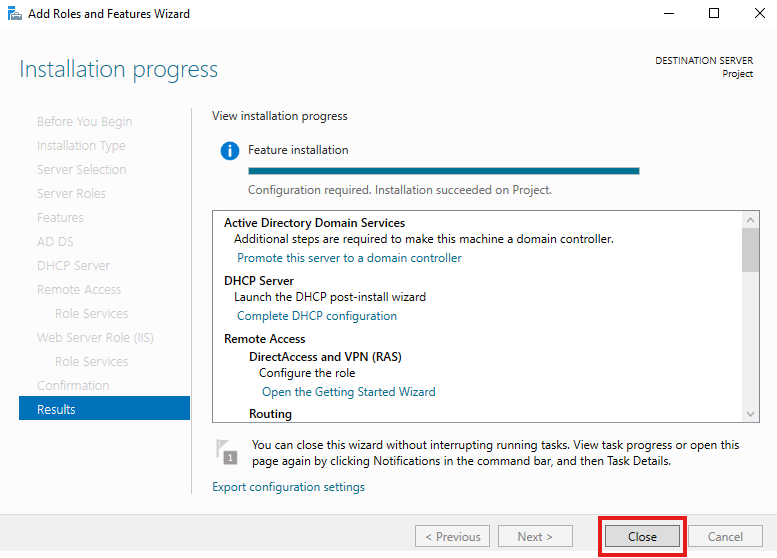 Add Roles and Features Wizard
Installation progress
DESTINATION SERVER
Project
Before You Begin
Installation Type
Server Selection
Server Roles
Features
AD DS
DHCP Server
Remote Access
Role Services
Web Server Role (IIS)
Role Services
Confirmation
Results
View installation progress
Feature installation
Configuration required. Installation succeeded on Project.
Active Directory Domain Services
Additional steps are required to make this machine a domain controller.
Promote this server to a domain controller
DHCP Server
Launch the DHCP post-install wizard
Complete DHCP configuration
Remote Access
DirectAccess and VPN (RAS)
Configure the role
Open the Getting Started Wizard
Routing
1
You can close this wizard without interrupting running tasks. View task progress or open this
page again by clicking Notifications in the command bar, and then Task Details.
Export configuration settings
< Previous
Next >
Close
Cancel